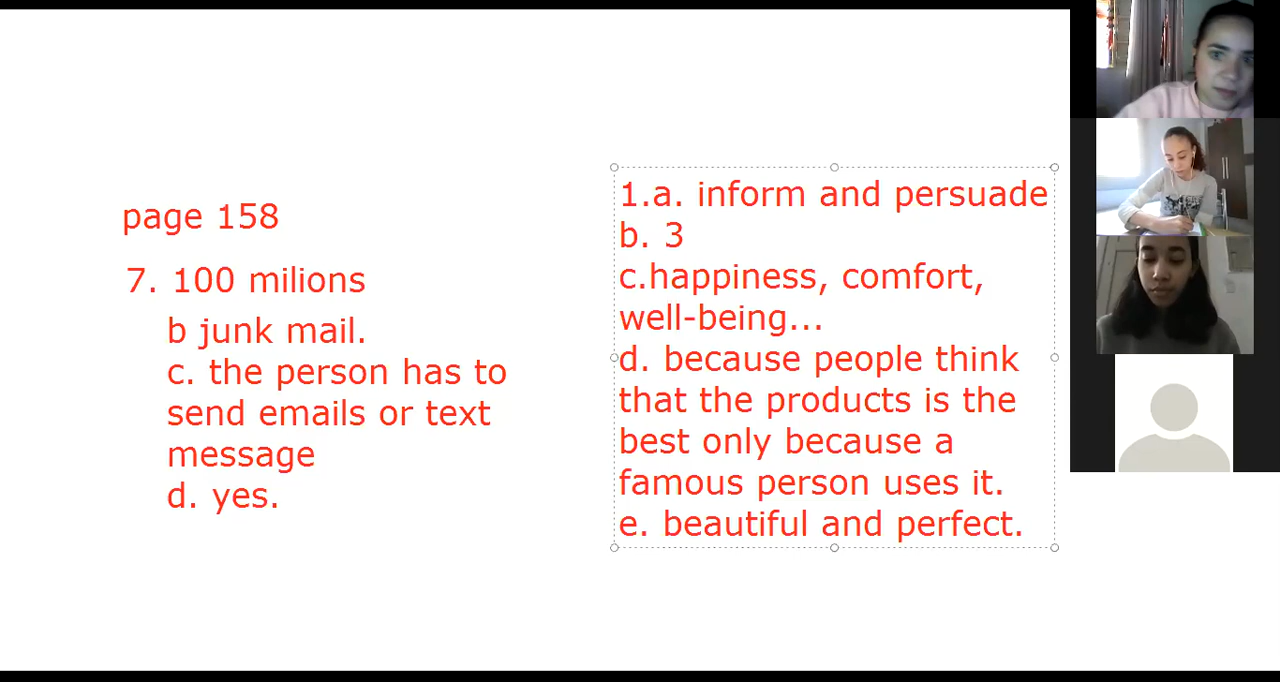 page 158
7. 100 milions
b junk mail.
c. the person has to
send emails or text
message
d. yes.
1.a. inform and persuade
b. 3
c.happiness, comfort,
well-being...
d. because people think
that the products is the
best only because a
famous person uses it.
e. beautiful and perfect.